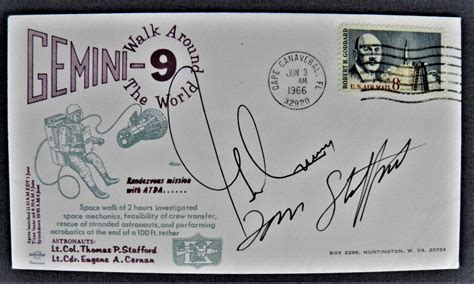 GEMINI-9
Walk Around
The World
CAPE CANAVERAL, FL
JUN 3
AM
1966
32920
ROBERT H. GODDARD
U.S. AIR MAIL 8
Rendezvous mission
with ATDA......
Space walk of 2 hours investigated
space mechanics, feasibility of crew transfer,
rescue of stranded astronauts, and performing
acrobatics at the end of a 100 ft. tether
ASTRONAUTS:
Lt. Col. Thomas P. Stafford
Lt. Cdr. Eugene A. Cernan
Tom Stafford
BOX 2296, HUNTINGTON, W. VA. 25724